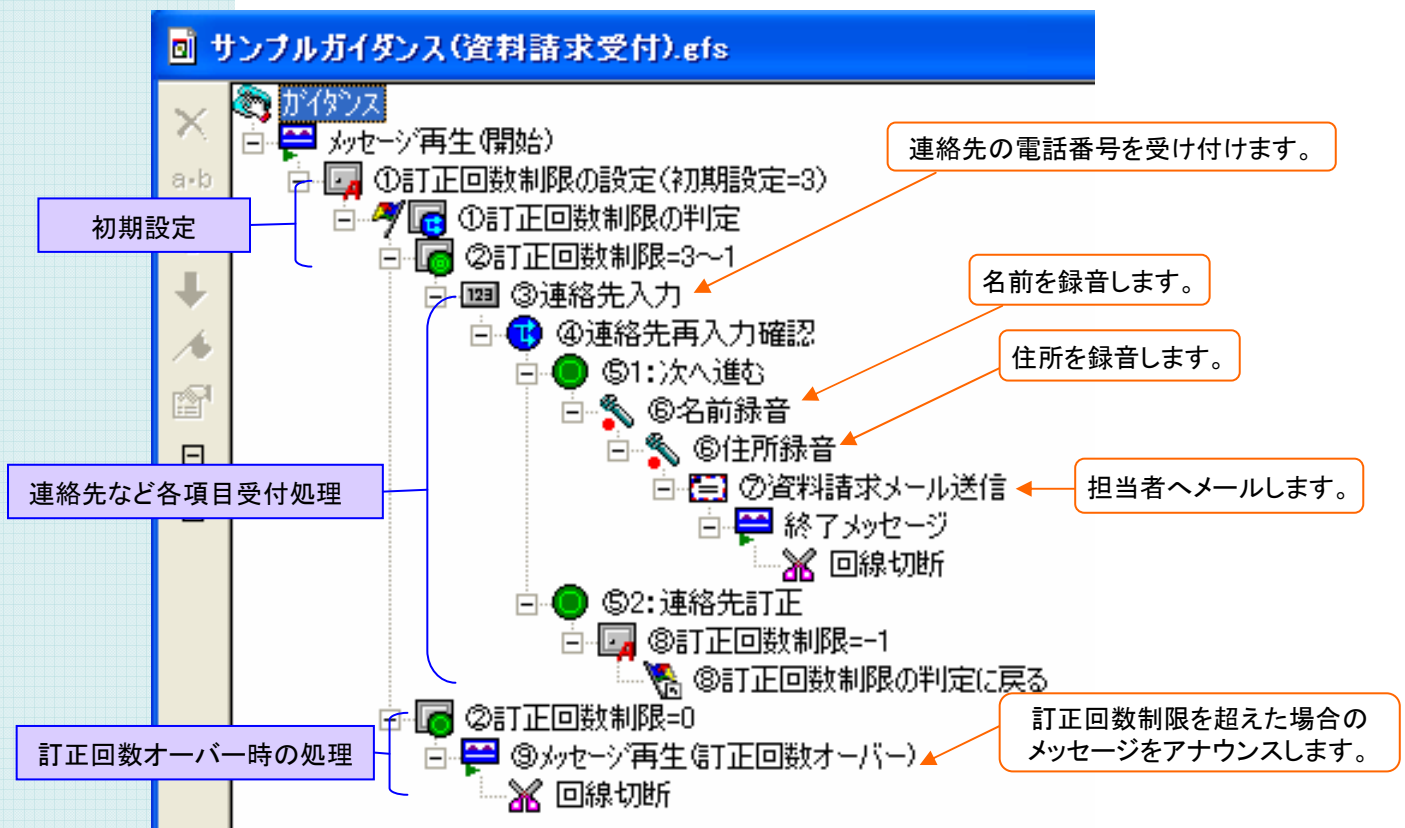 サンプルガイダンス(資料請求受付).gfs
ガイダンス
メッセージ再生(開始)
連絡先の電話番号を受け付けます。
a・b
①訂正回数制限の設定(初期設定=3)
初期設定
①訂正回数制限の判定
②訂正回数制限=3～1
名前を録音します。
123
③連絡先入力
④連絡先再入力確認
住所を録音します。
⑤1:次へ進む
⑥名前録音
⑥住所録音
連絡先など各項目受付処理
⑦資料請求メール送信
担当者へメールします。
終了メッセージ
回線切断
⑤2:連絡先訂正
⑧訂正回数制限=-1
⑧訂正回数制限の判定に戻る
②訂正回数制限=0
訂正回数制限を超えた場合の
メッセージをアナウンスします。
訂正回数オーバー時の処理
⑨メッセージ再生(訂正回数オーバー)
回線切断